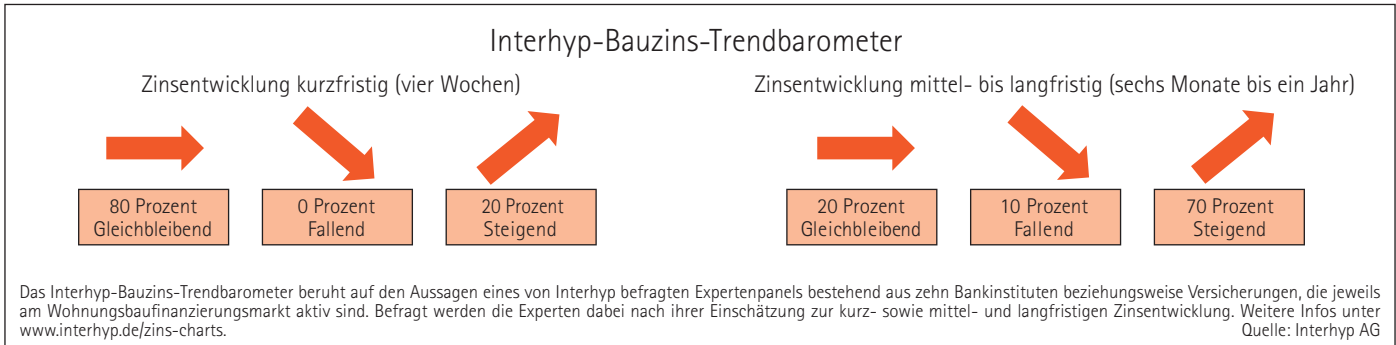 Interhyp-Bauzins-Trendbarometer
Zinsentwicklung kurzfristig (vier Wochen)
80 Prozent
Gleichbleibend
0 Prozent
Fallend
20 Prozent
Steigend
Zinsentwicklung mittel- bis langfristig (sechs Monate bis ein Jahr)
20 Prozent
Gleichbleibend
10 Prozent
Fallend
70 Prozent
Steigend
Das Interhyp-Bauzins-Trendbarometer beruht auf den Aussagen eines von Interhyp befragten Expertenpanels bestehend aus zehn Bankinstituten beziehungsweise Versicherungen, die jeweils
am Wohnungsbaufinanzierungsmarkt aktiv sind. Befragt werden die Experten dabei nach ihrer Einschätzung zur kurz- sowie mittel- und langfristigen Zinsentwicklung. Weitere Infos unter
www.interhyp.de/zins-charts.
Quelle: Interhyp AG